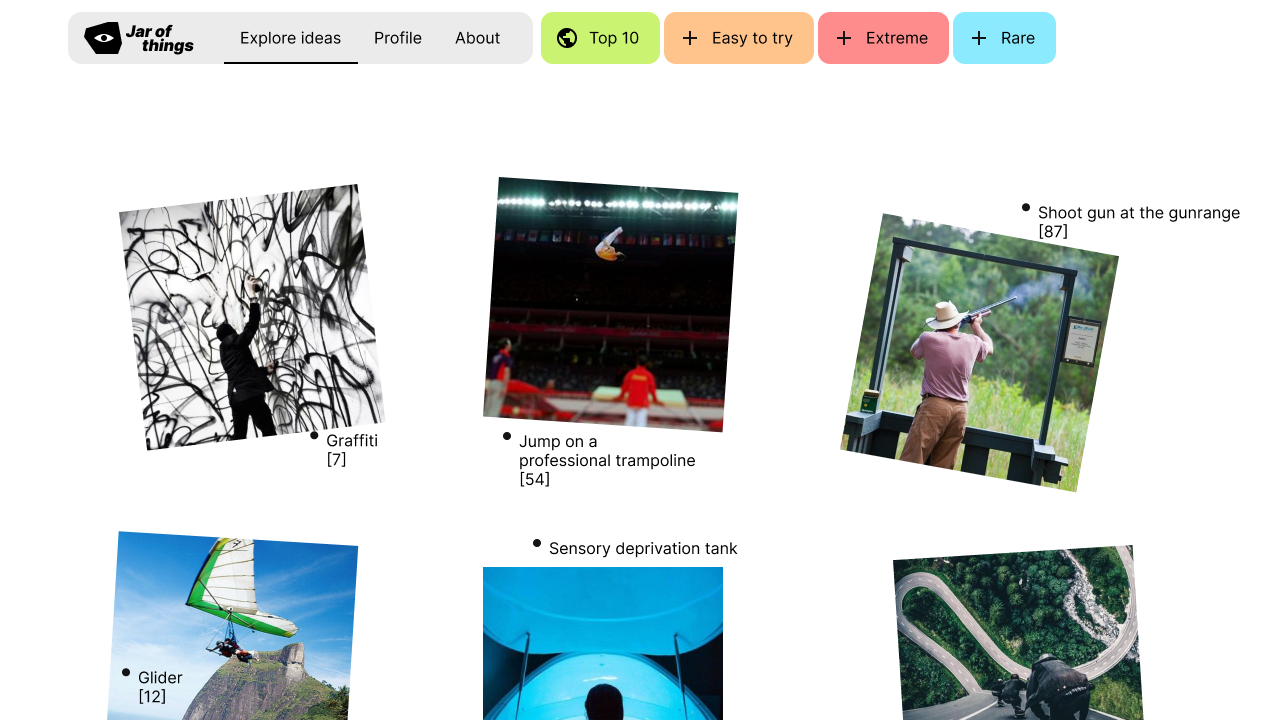 Jar of
things
Explore ideas
Profile
About
Top 10
Easy to try
Extreme
Rare
Shoot gun at the gunrange
[87]
Graffiti
[7]
Jump on a
professional trampoline
[54]
Sensory deprivation tank
Glider
[12]